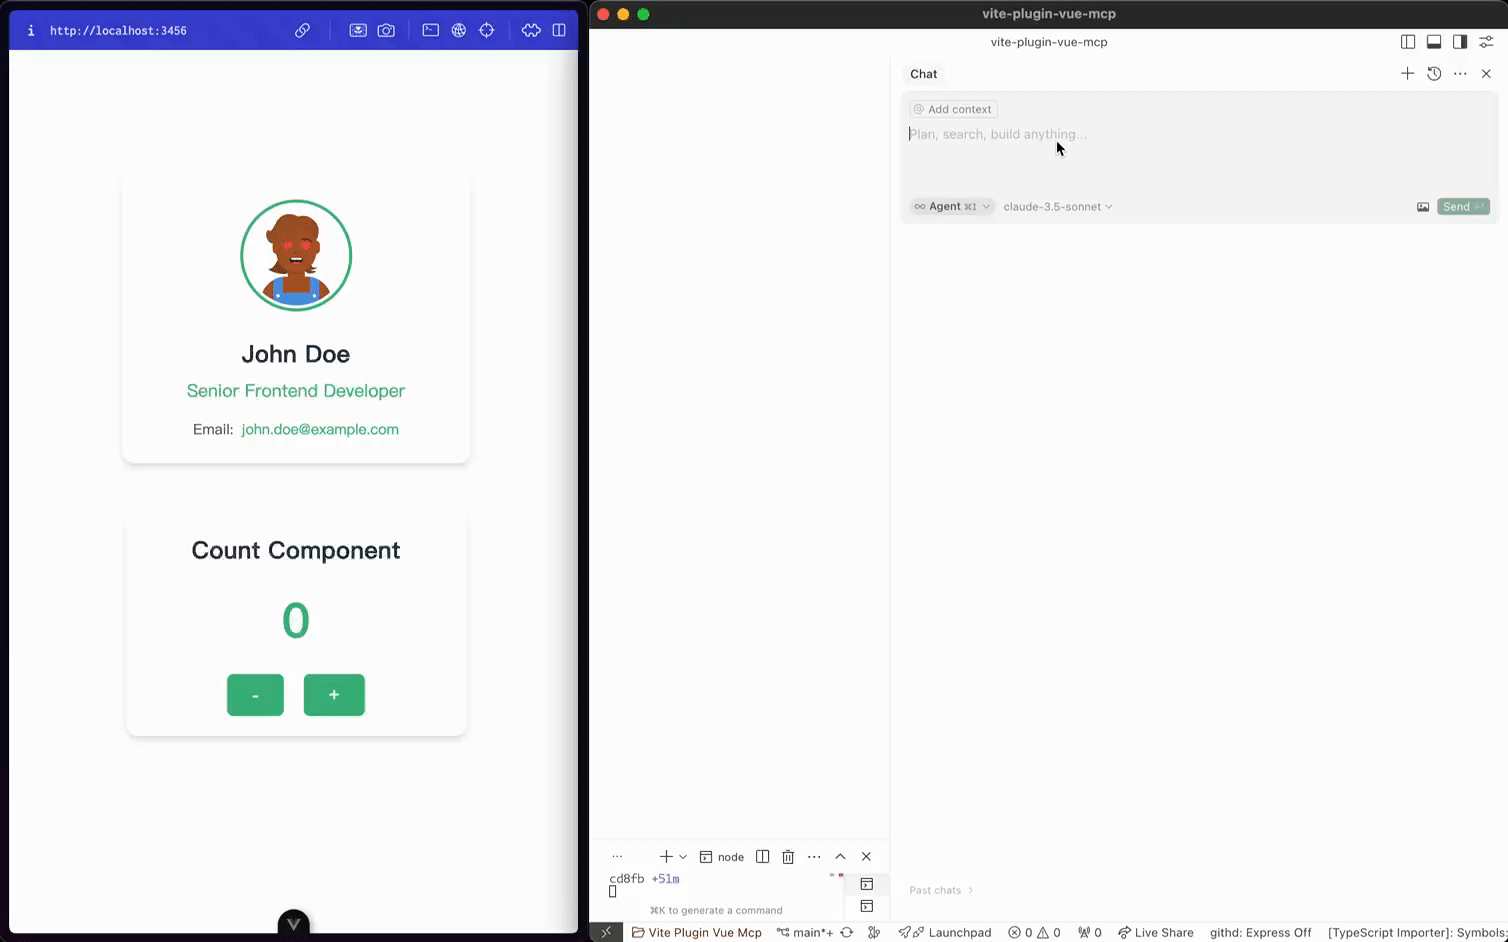 http://localhost:3456
John Doe
Senior Frontend Developer
Email: john.doe@example.com
Count Component
0
- +
vite-plugin-vue-mcp
vite-plugin-vue-mcp
Chat
@ Add context
Plan, search, build anything...
∞ Agent ⌘I claude-3.5-sonnet
Send
node
cd8fb +51m
⌘K to generate a command
Past chats
Vite Plugin Vue Mcp main*+ Launchpad 0 0 0 Live Share githd: Express Off [TypeScript Importer]: Symbols: